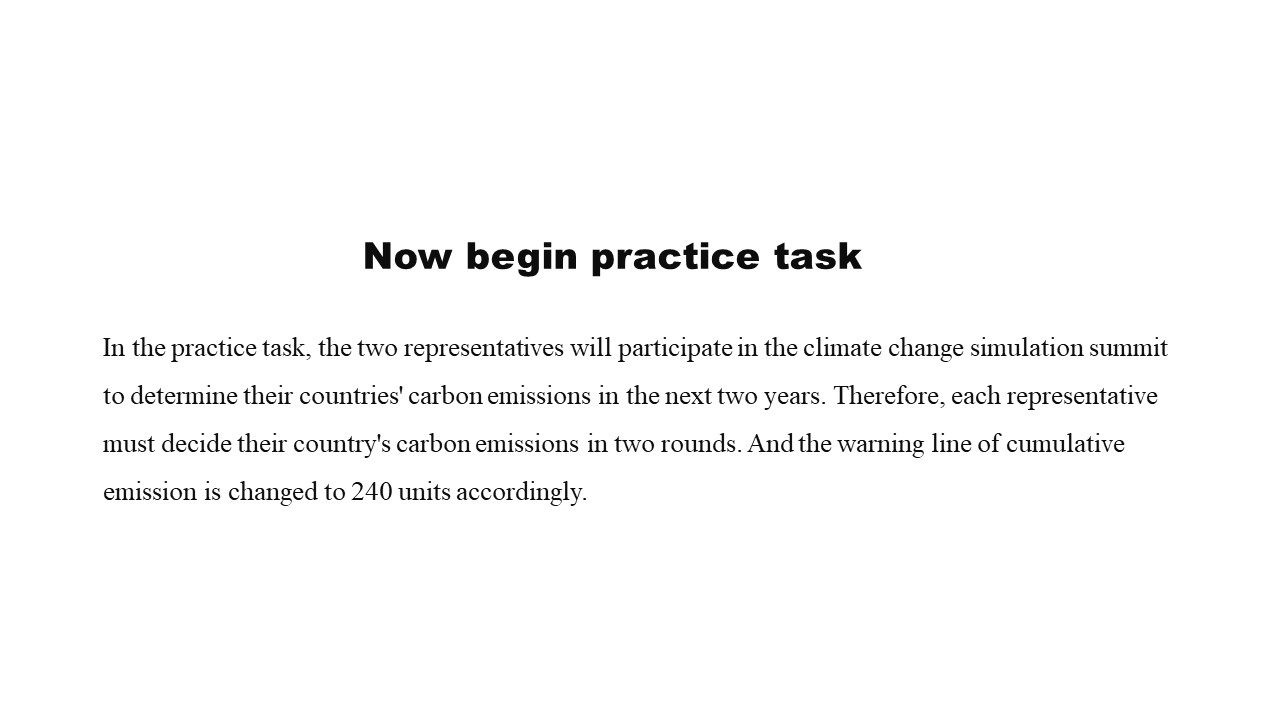 Now begin practice task
In the practice task, the two representatives will participate in the climate change simulation summit
to determine their countries' carbon emissions in the next two years. Therefore, each representative
must decide their country's carbon emissions in two rounds. And the warning line of cumulative
emission is changed to 240 units accordingly.